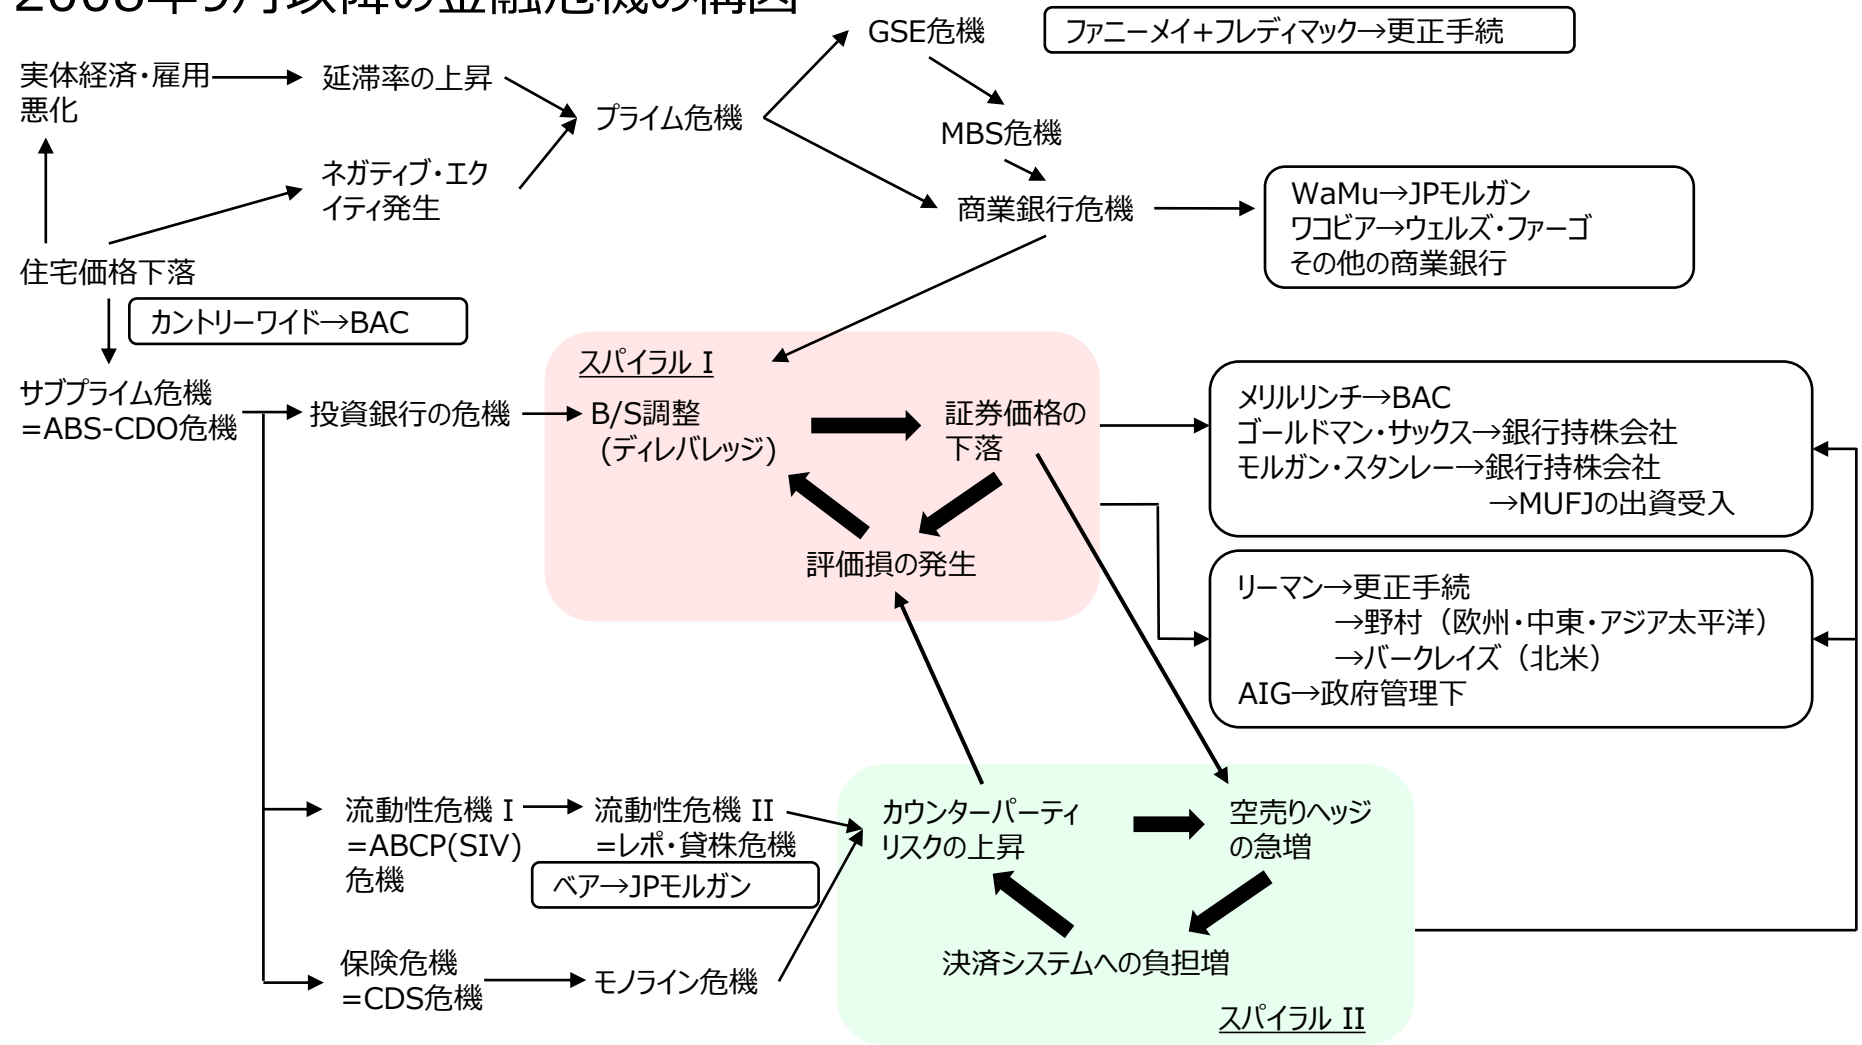 2008年9月以降の金融危機の構図
GSE危機
ファニーメイ+フレディマック→更正手続
実体経済・雇用
悪化
延滞率の上昇
プライム危機
MBS危機
ネガティブ・エク
イティ発生
商業銀行危機
WaMu→JPモルガン
ワコビア→ウェルズ・ファーゴ
その他の商業銀行
住宅価格下落
カントリーワイド→BAC
サブプライム危機
=ABS-CDO危機
投資銀行の危機
スパイラル I
B/S調整
(ディレバレッジ)
証券価格の
下落
評価損の発生
メリルリンチ→BAC
ゴールドマン・サックス→銀行持株会社
モルガン・スタンレー→銀行持株会社
→MUFJの出資受入
リーマン→更正手続
→野村（欧州・中東・アジア太平洋）
→バークレイズ（北米）
AIG→政府管理下
流動性危機 I
=ABCP(SIV)
危機
流動性危機 II
=レポ・貸株危機
ベア→JPモルガン
カウンターパーティ
リスクの上昇
空売りヘッジ
の急増
決済システムへの負担増
保険危機
=CDS危機
モノライン危機
スパイラル II